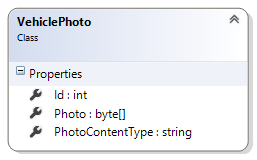 VehiclePhoto
Class
Properties
Id : int
Photo : byte[]
PhotoContentType : string